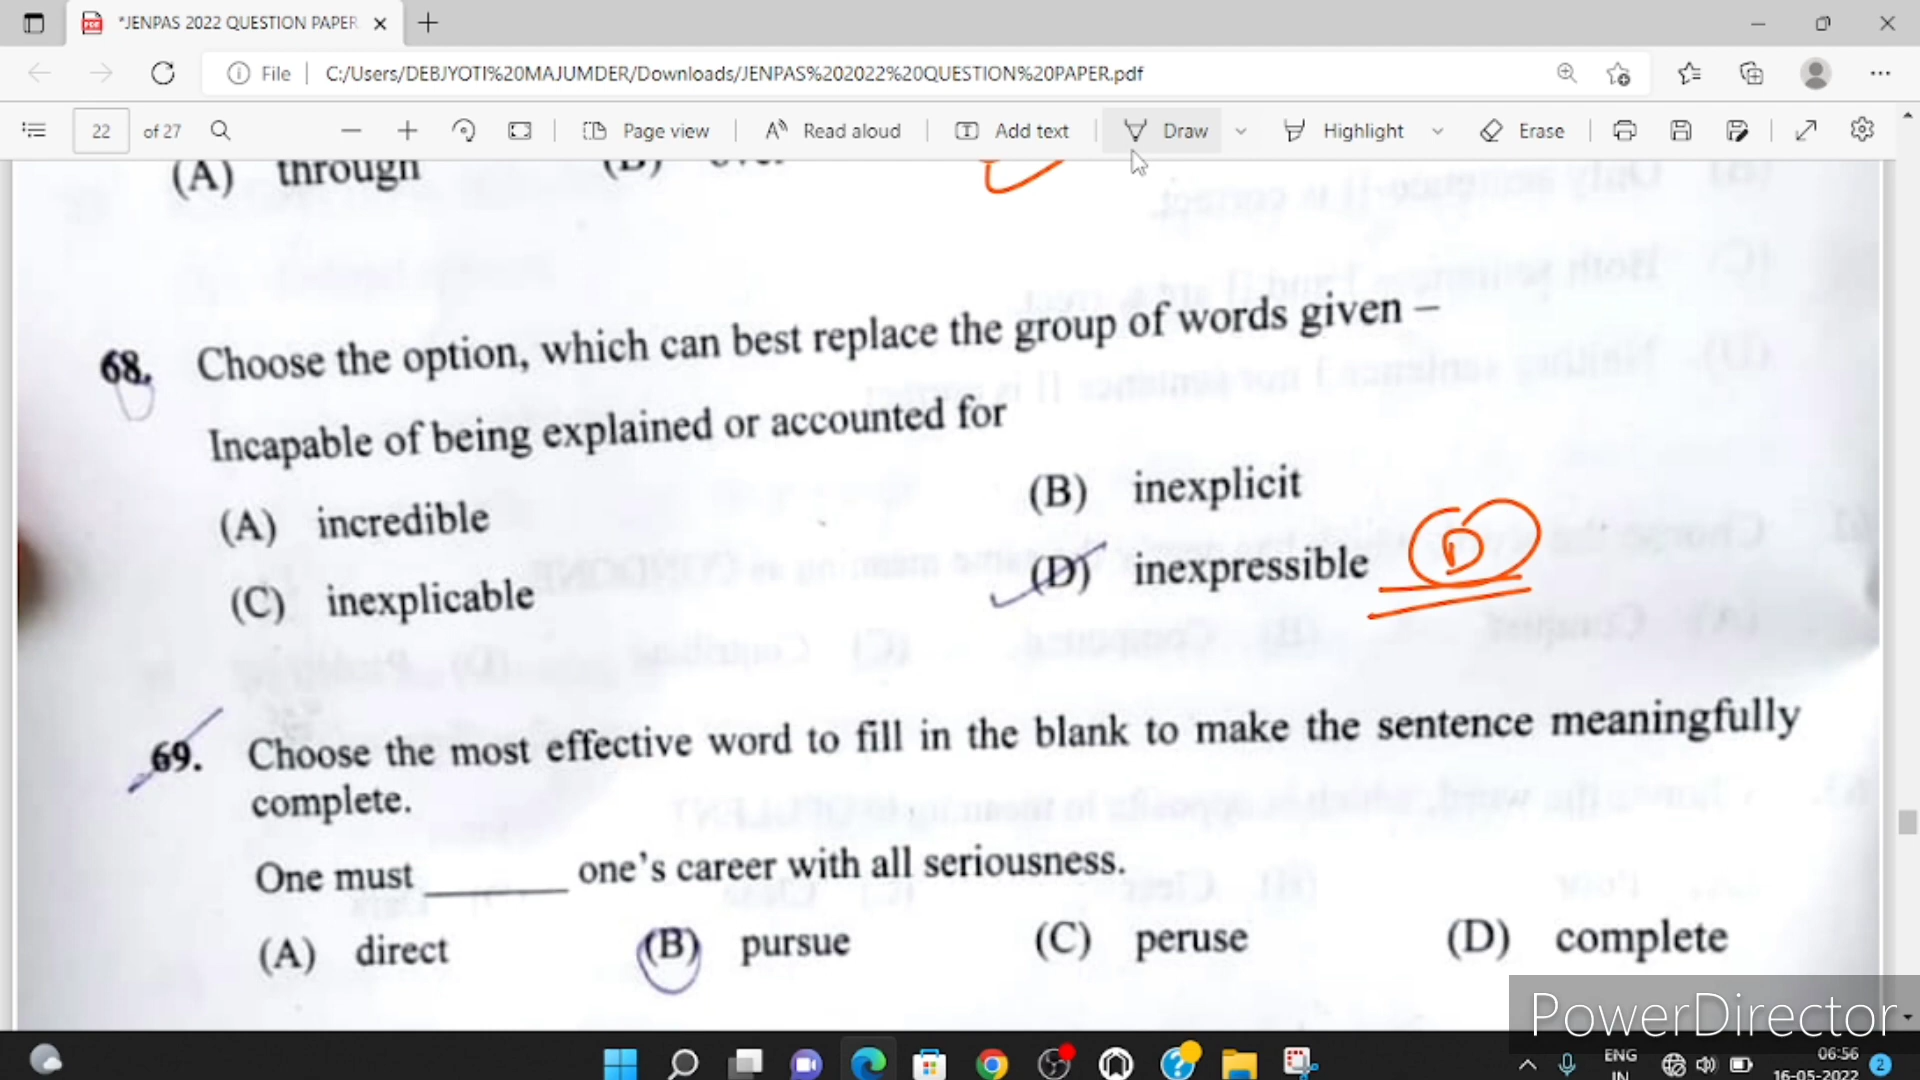 *JENPAS 2022 QUESTION PAPER
File C:/Users/DEBJYOTI%20MAJUMDER/Downloads/JENPAS%202022%20QUESTION%20PAPER.pdf
22 of 27 Page view Read aloud Add text Draw Highlight Erase
(A) through (B) over
68. Choose the option, which can best replace the group of words given –
Incapable of being explained or accounted for
(A) incredible (B) inexplicit
(C) inexplicable (D) inexpressible D
69. Choose the most effective word to fill in the blank to make the sentence meaningfully
complete.
One must ______ one's career with all seriousness.
(A) direct (B) pursue (C) peruse (D) complete
PowerDirector
ENG 06:56
IN 16-05-2022 2